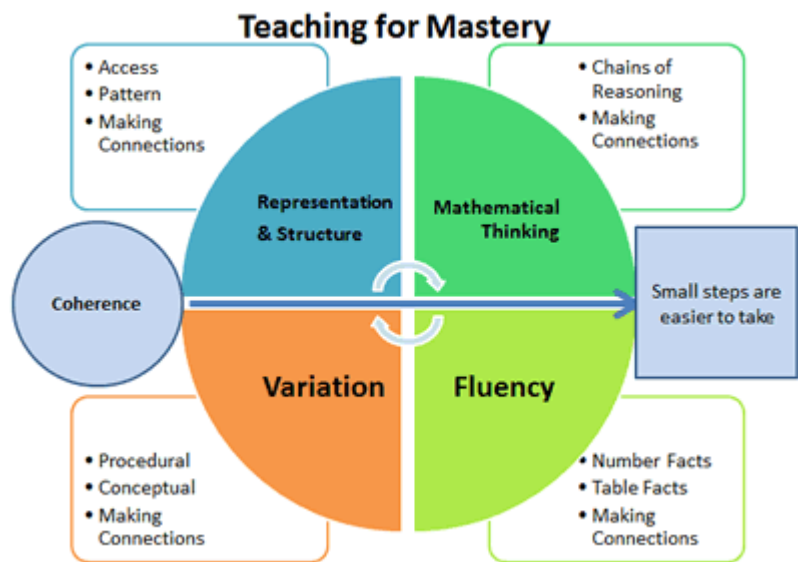 Teaching for Mastery
• Access
• Pattern
• Making
Connections
• Chains of
Reasoning
• Making
Connections
Representation
& Structure
Mathematical
Thinking
Coherence
Small steps are
easier to take
Variation
Fluency
• Procedural
• Conceptual
• Making
Connections
• Number Facts
• Table Facts
• Making
Connections